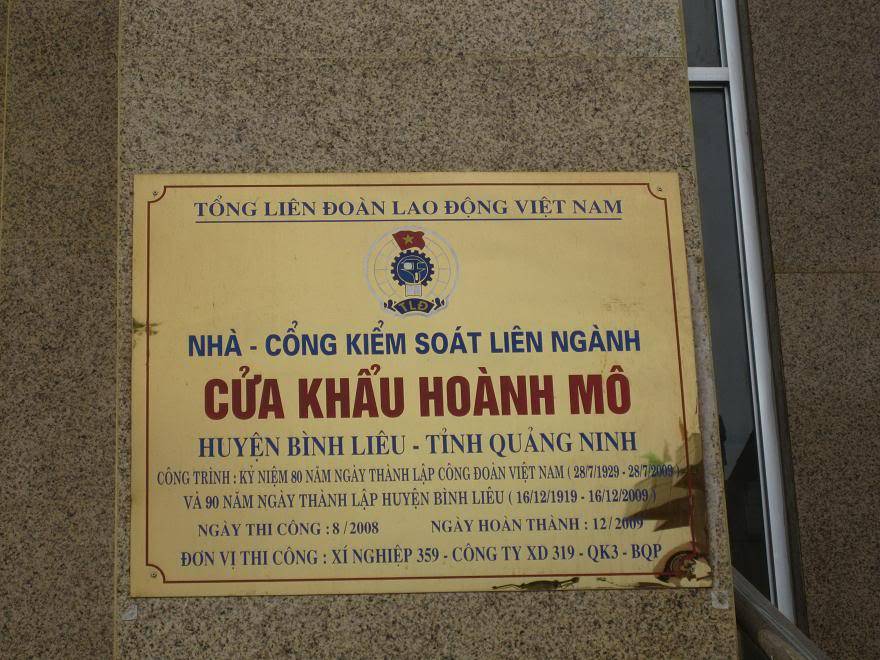 TỔNG LIÊN ĐOÀN LAO ĐỘNG VIỆT NAM
TLĐ
NHÀ - CỔNG KIỂM SOÁT LIÊN NGÀNH
CỬA KHẨU HOÀNH MÔ
HUYỆN BÌNH LIÊU - TỈNH QUẢNG NINH
CÔNG TRÌNH : KỶ NIỆM 80 NĂM NGÀY THÀNH LẬP CÔNG ĐOÀN VIỆT NAM ( 28/7/1929 - 28/7/2009 )
VÀ 90 NĂM NGÀY THÀNH LẬP HUYỆN BÌNH LIÊU ( 16/12/1919 - 16/12/2009 )
NGÀY THI CÔNG : 8 / 2008 NGÀY HOÀN THÀNH : 12 / 2009
ĐƠN VỊ THI CÔNG : XÍ NGHIỆP 359 - CÔNG TY XD 319 - QK3 - BQP